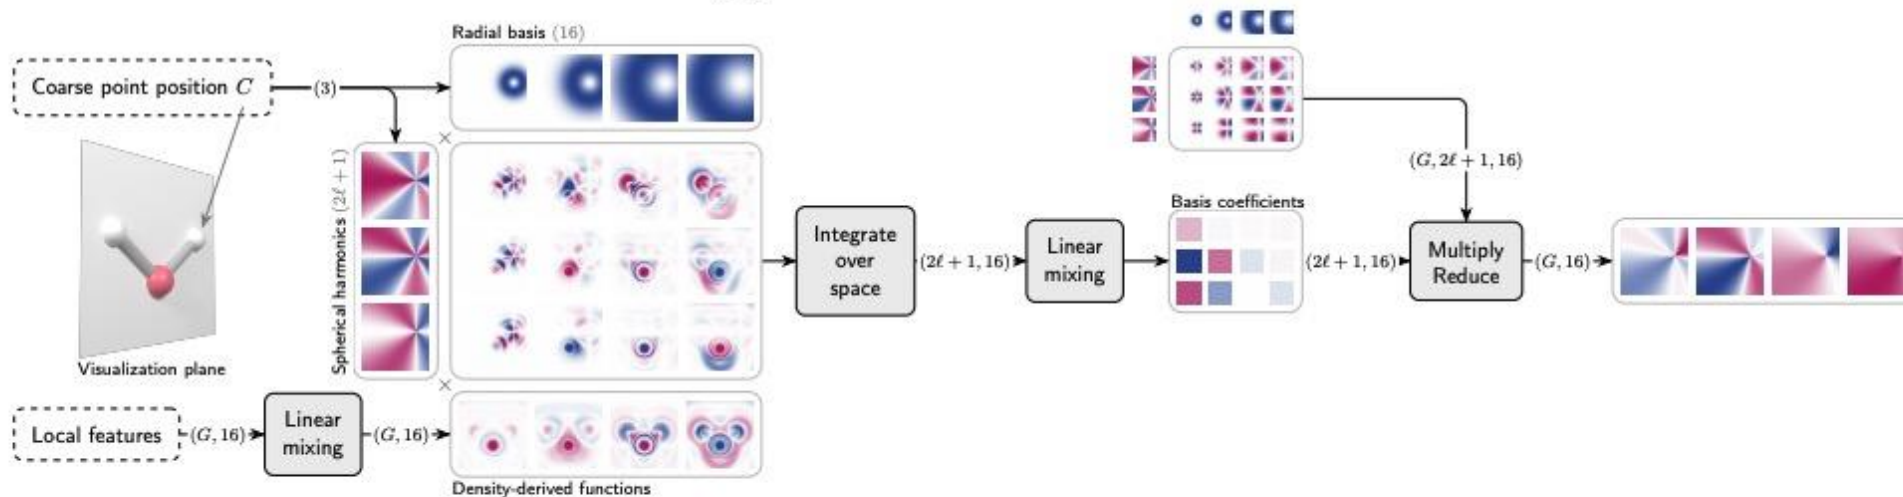 Radial basis (16)
Coarse point position C
(3)
×
Spherical harmonics (2ℓ + 1)
Visualization plane
×
Local features
(G, 16)
Linear
mixing
(G, 16)
Density-derived functions
Integrate
over
space
(2ℓ + 1, 16)
Linear
mixing
Basis coefficients
(2ℓ + 1, 16)
(G, 2ℓ + 1, 16)
Multiply
Reduce
(G, 16)